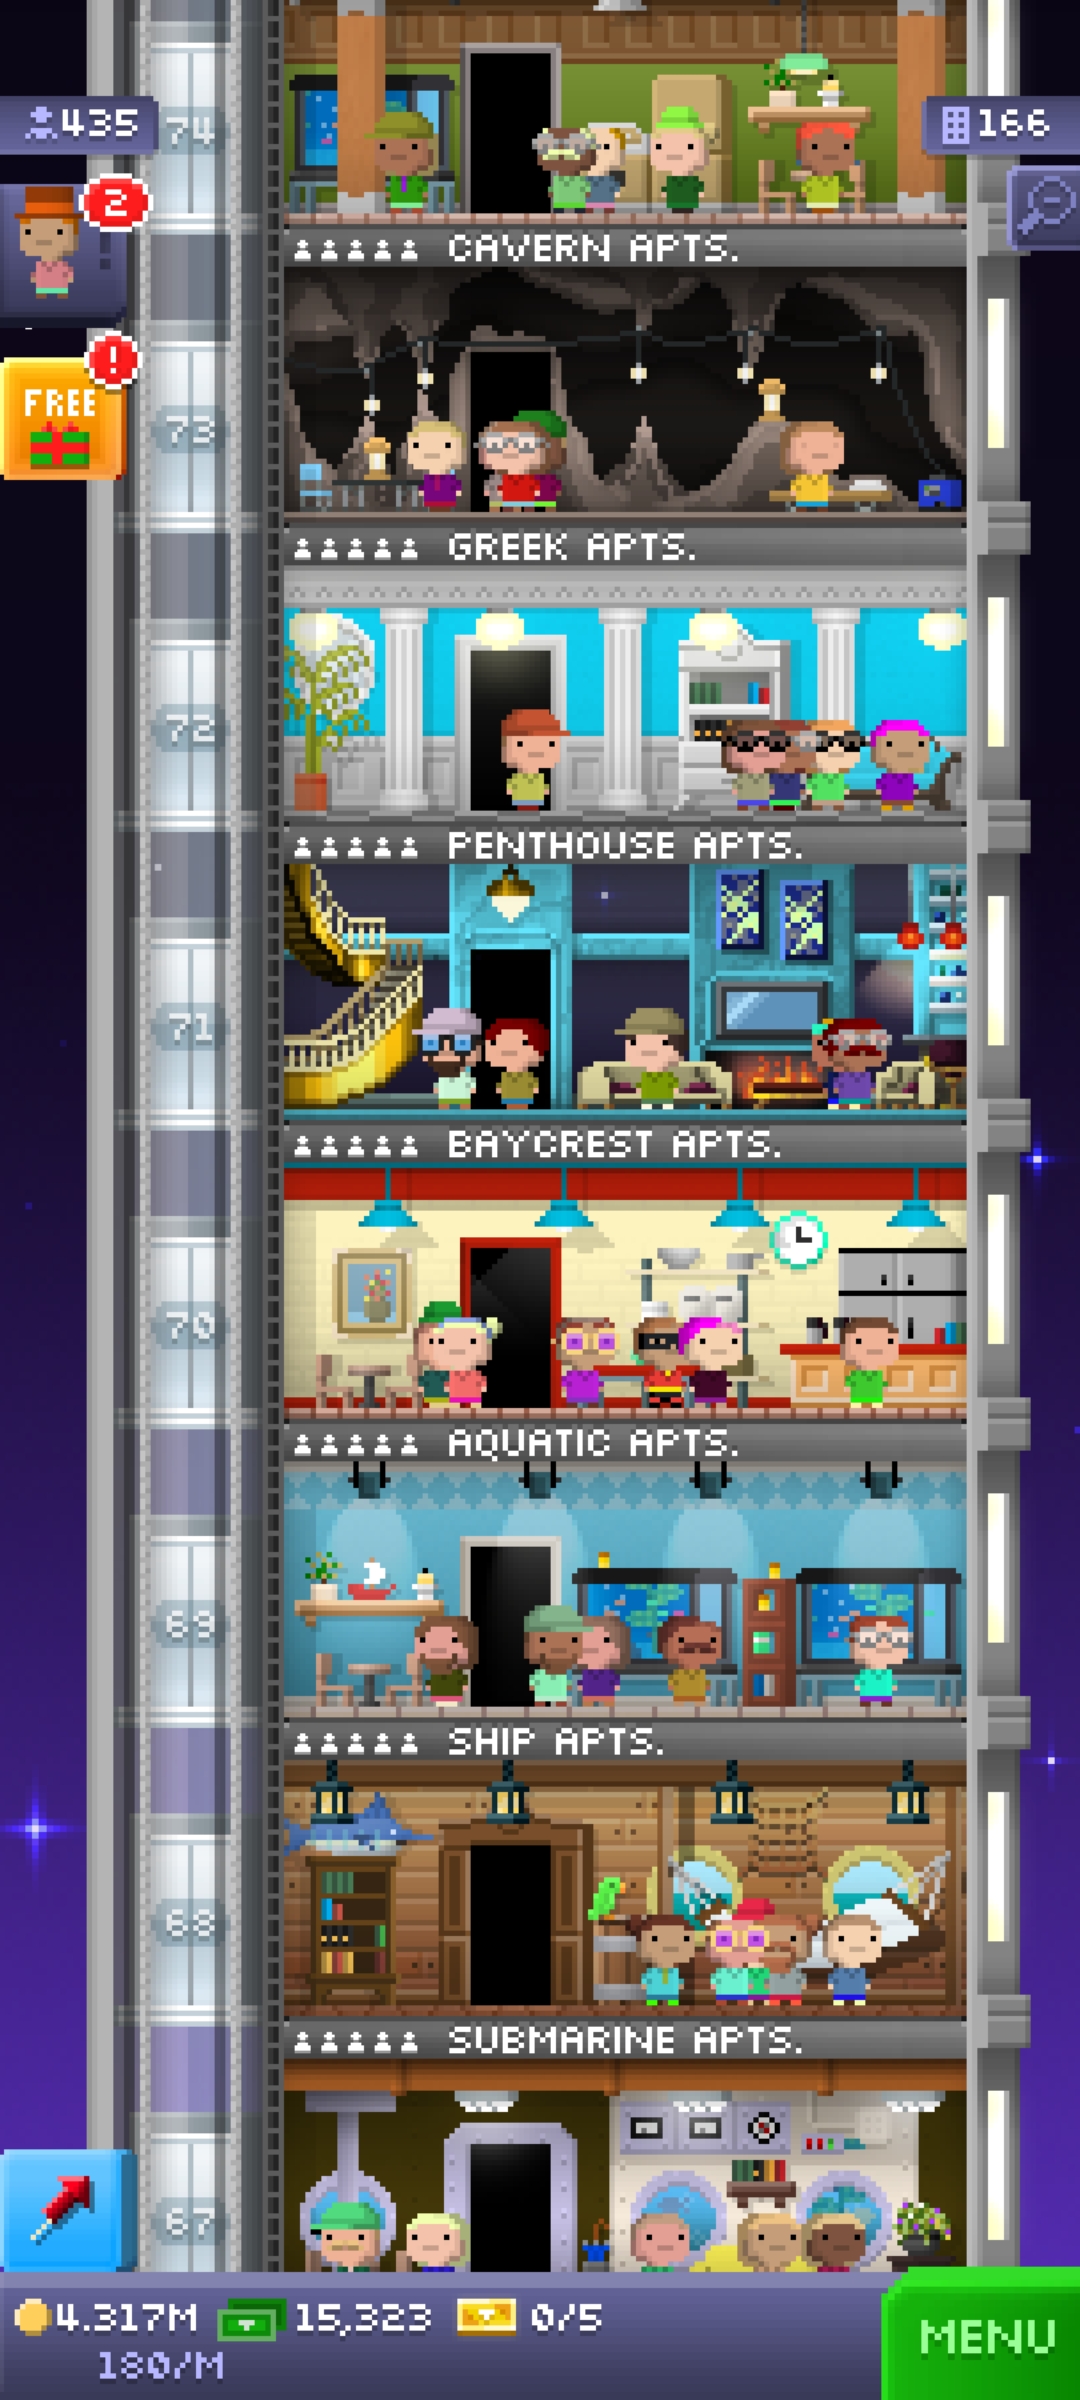 435
74
166
2
CAVERN APTS.
!
FREE
73
GREEK APTS.
72
PENTHOUSE APTS.
71
BAYCREST APTS.
70
AQUATIC APTS.
69
SHIP APTS.
68
SUBMARINE APTS.
67
4.317M 15,323 0/5
180/M
MENU